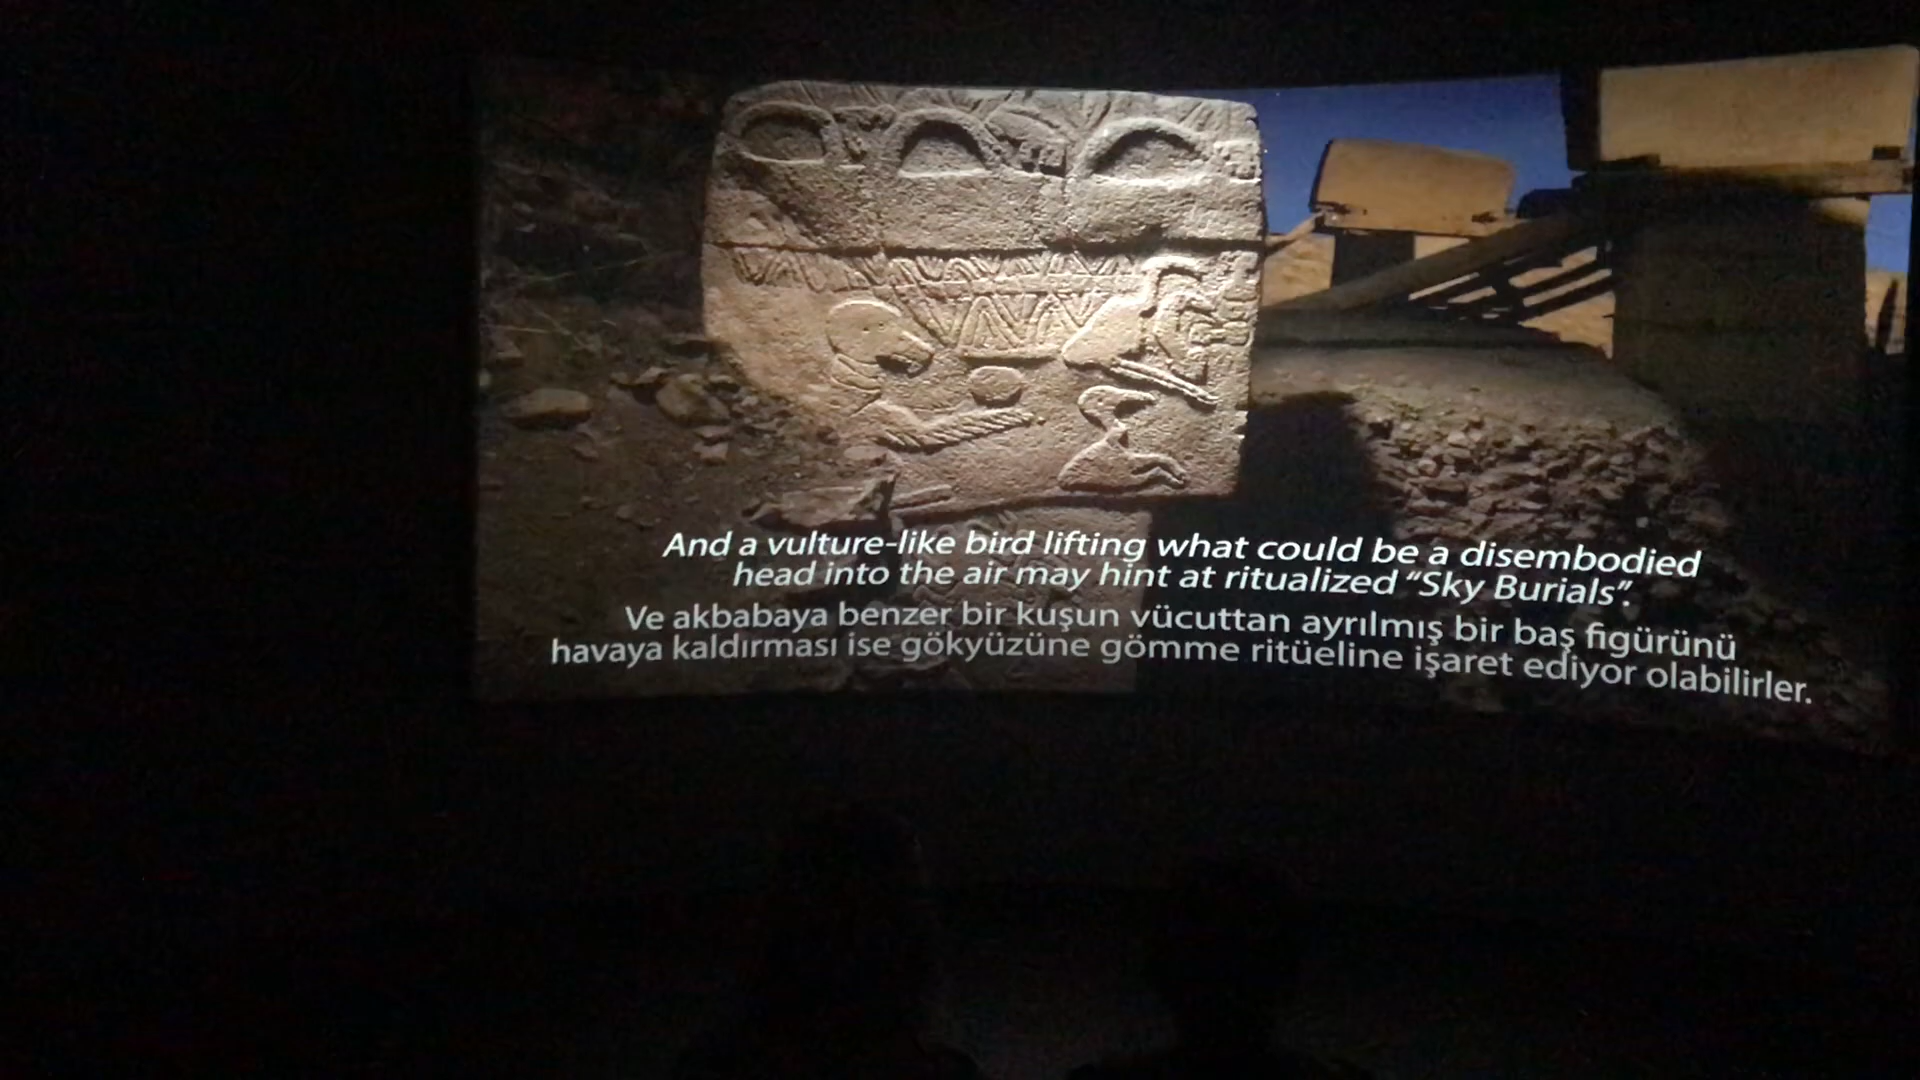 And a vulture-like bird lifting what could be a disembodied
head into the air may hint at ritualized “Sky Burials”.
Ve akbabaya benzer bir kuşun vücuttan ayrılmış bir baş figürünü
havaya kaldırması ise gökyüzüne gömme ritüeline işaret ediyor olabilirler.